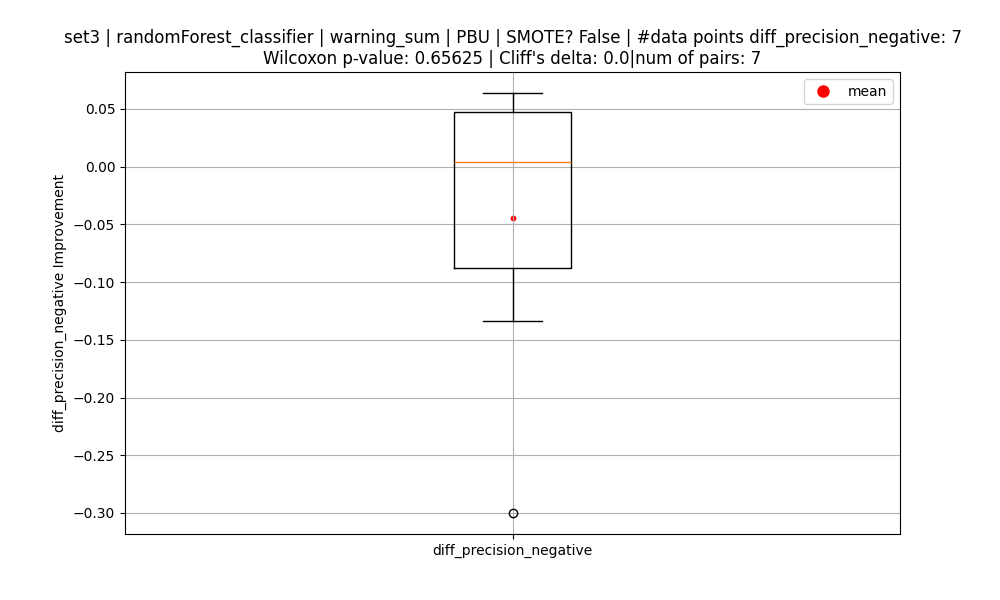 set3 | randomForest_classifier | warning_sum | PBU | SMOTE? False | #data points diff_precision_negative: 7
Wilcoxon p-value: 0.65625 | Cliff's delta: 0.0|num of pairs: 7
mean
0.05
0.00
−0.05
−0.10
−0.15
−0.20
−0.25
−0.30
diff_precision_negative Improvement
diff_precision_negative